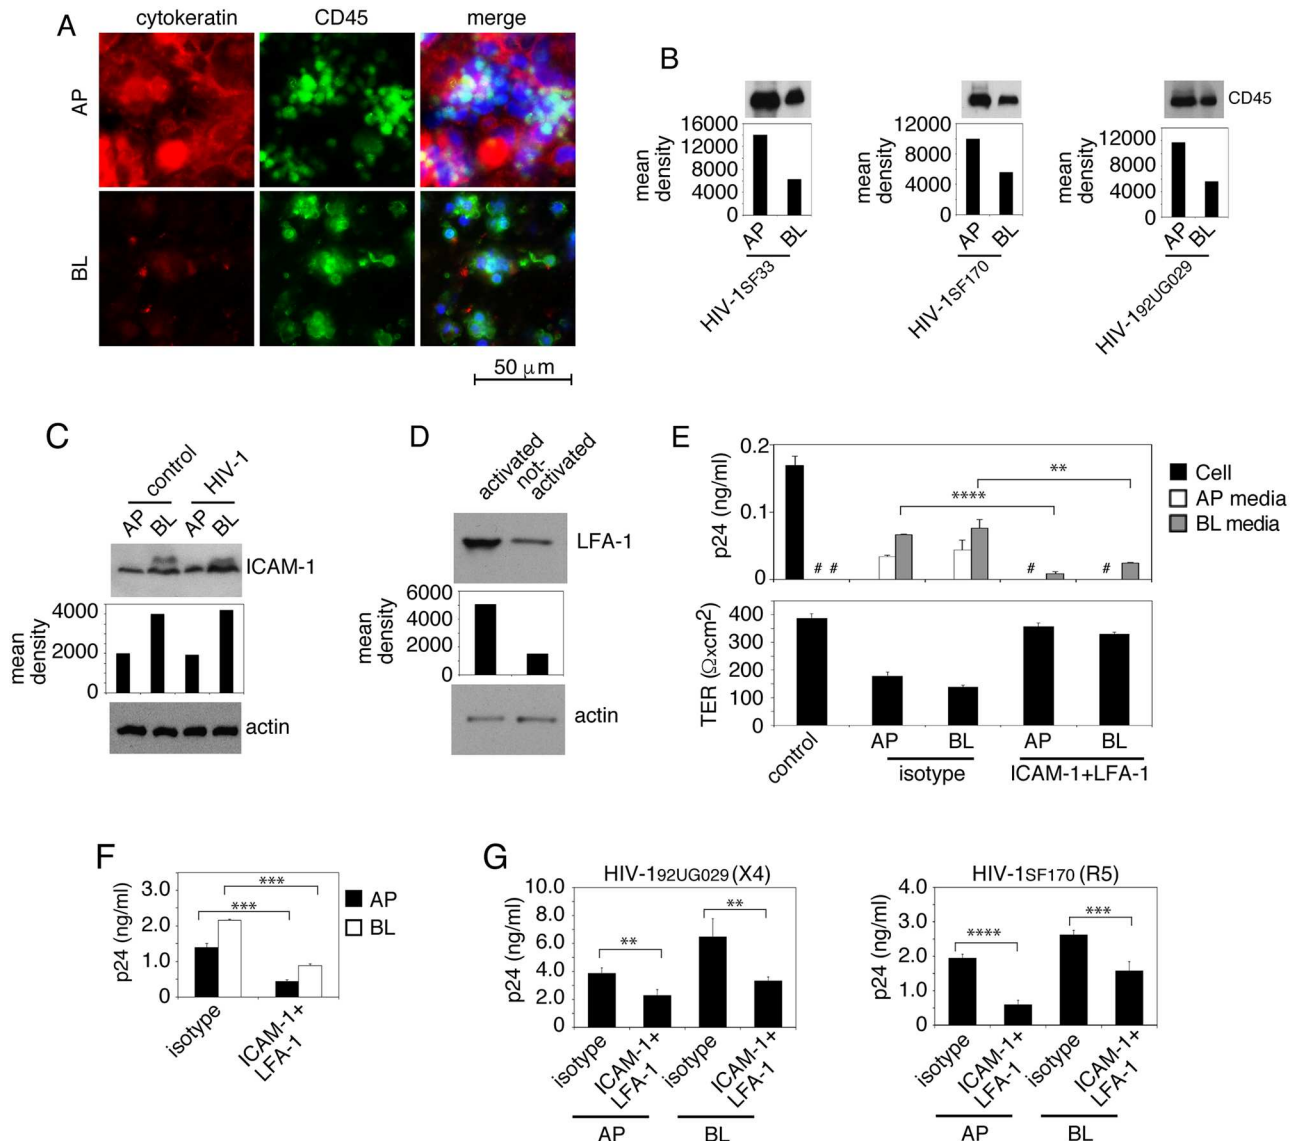 A
cytokeratin CD45 merge
AP
BL
50 μm
B
CD45
16000
12000
8000
4000
0
mean density
AP BL
HIV-1SF33
12000
8000
4000
0
mean density
AP BL
HIV-1SF170
12000
8000
4000
0
mean density
AP BL
HIV-192UG029
C
control HIV-1
AP BL AP BL
ICAM-1
4000
2000
0
mean density
actin
D
activated
not-activated
LFA-1
6000
4000
2000
0
mean density
actin
E
0.2
0.1
0
p24 (ng/ml)
# #
****
**
# #
Cell
AP media
BL media
400
300
200
100
0
TER (Ωxcm2)
control
AP BL AP BL
isotype ICAM-1+LFA-1
F
3.0
2.0
1.0
0
p24 (ng/ml)
***
***
AP
BL
isotype
ICAM-1+
LFA-1
G
HIV-192UG029 (X4)
10.0
8.0
6.0
4.0
2.0
0
p24 (ng/ml)
**
**
isotype
ICAM-1+
LFA-1
isotype
ICAM-1+
LFA-1
AP BL
HIV-1SF170 (R5)
4.0
3.0
2.0
1.0
0
p24 (ng/ml)
****
***
isotype
ICAM-1+
LFA-1
isotype
ICAM-1+
LFA-1
AP BL